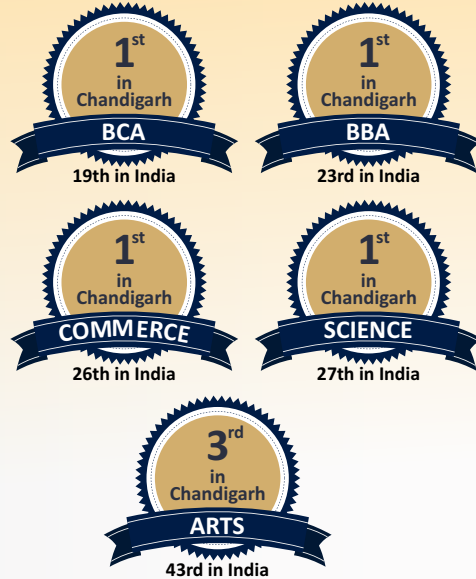 1st
in
Chandigarh
BCA
19th in India
1st
in
Chandigarh
BBA
23rd in India
1st
in
Chandigarh
COMMERCE
26th in India
1st
in
Chandigarh
SCIENCE
27th in India
3rd
in
Chandigarh
ARTS
43rd in India